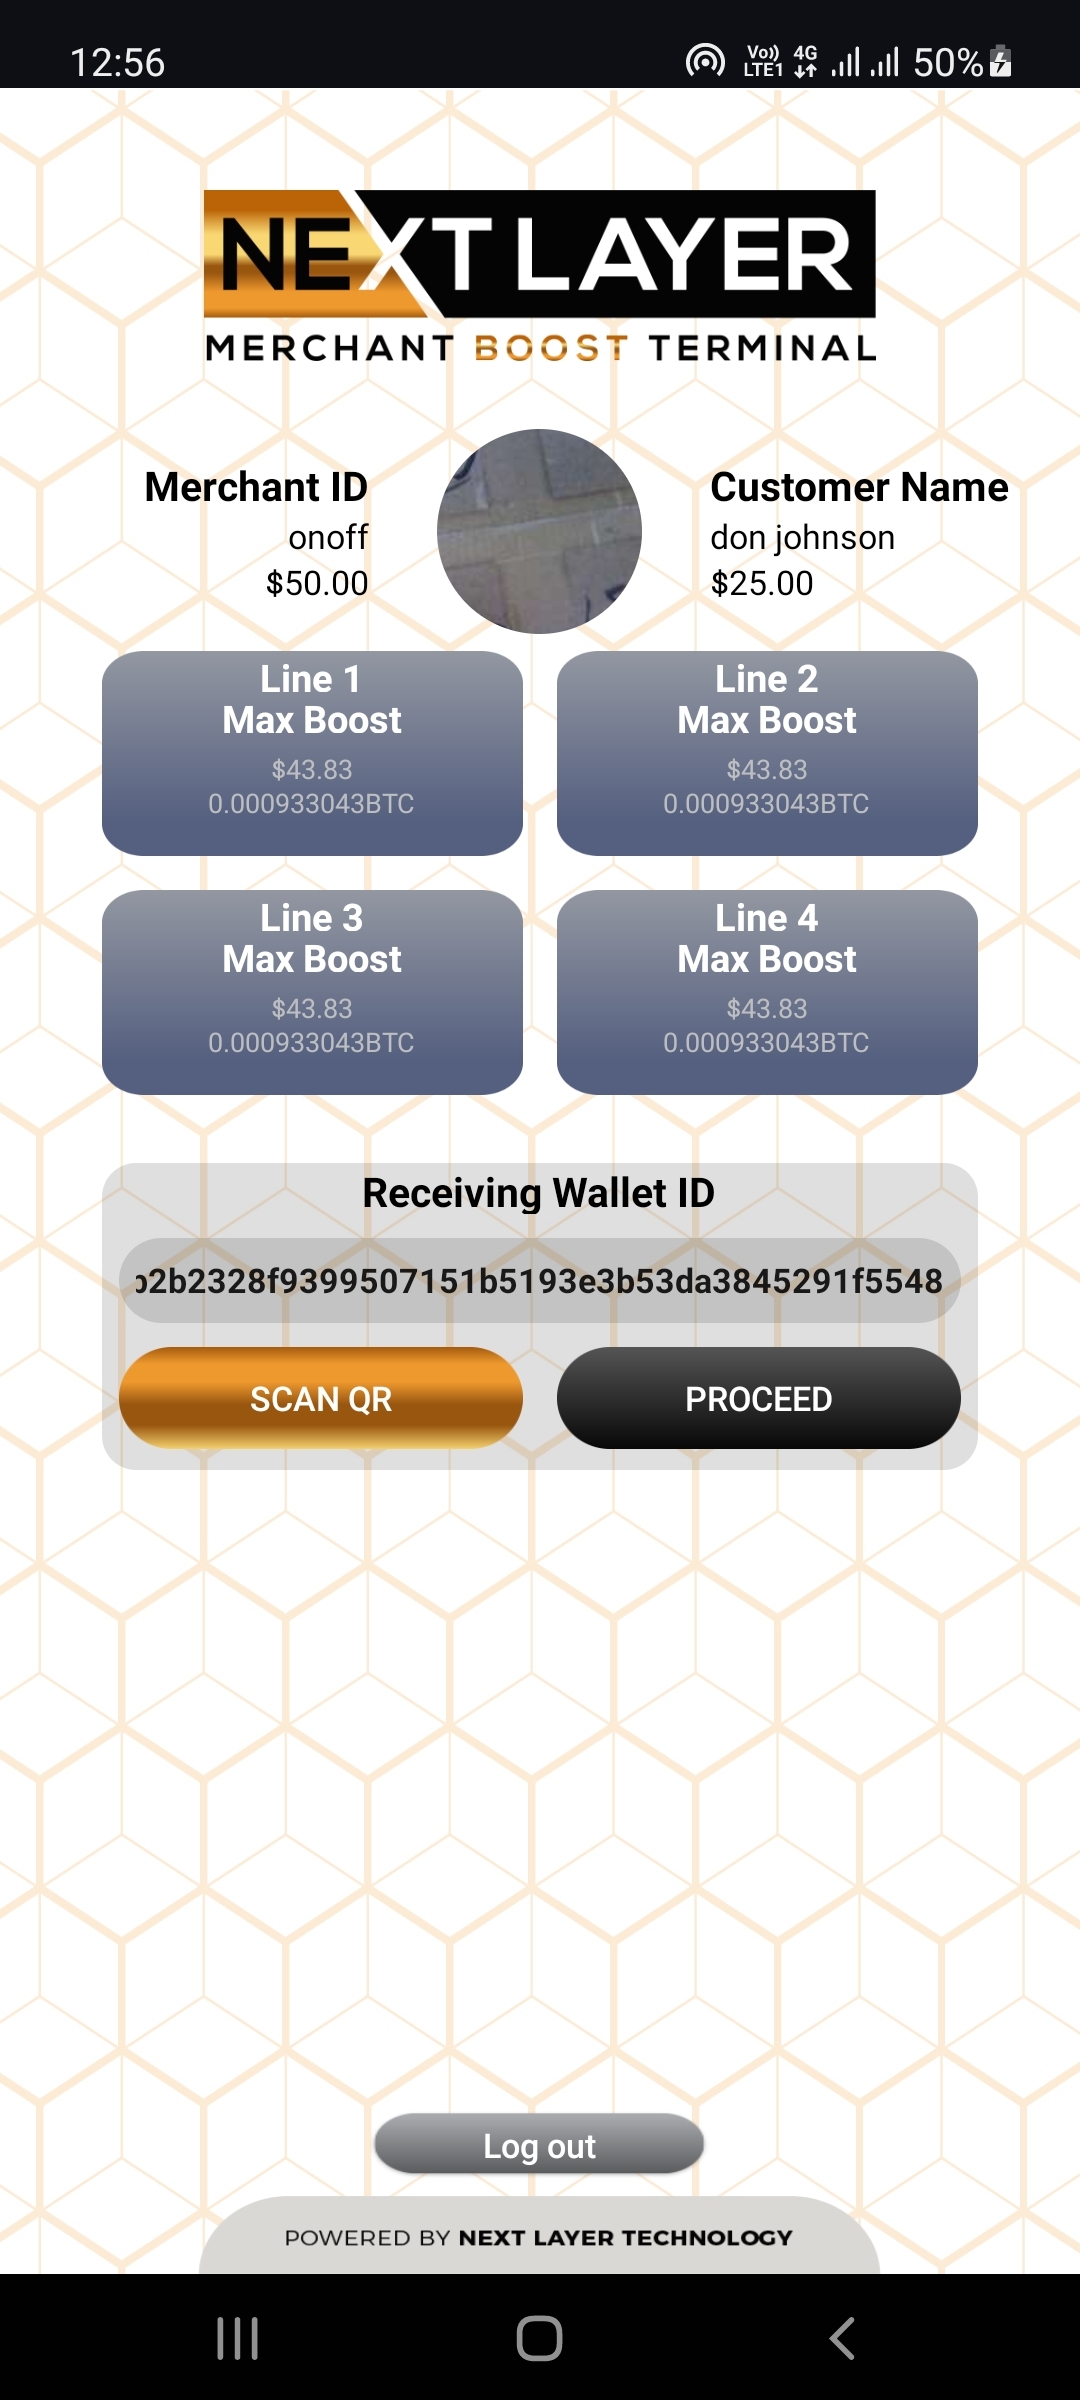 12:56
Vo)) LTE1 4G 50%
NEXT LAYER
MERCHANT BOOST TERMINAL
Merchant ID
onoff
$50.00
Customer Name
don johnson
$25.00
Line 1
Max Boost
$43.83
0.000933043BTC
Line 2
Max Boost
$43.83
0.000933043BTC
Line 3
Max Boost
$43.83
0.000933043BTC
Line 4
Max Boost
$43.83
0.000933043BTC
Receiving Wallet ID
b2b2328f9399507151b5193e3b53da3845291f5548
SCAN QR
PROCEED
Log out
POWERED BY NEXT LAYER TECHNOLOGY